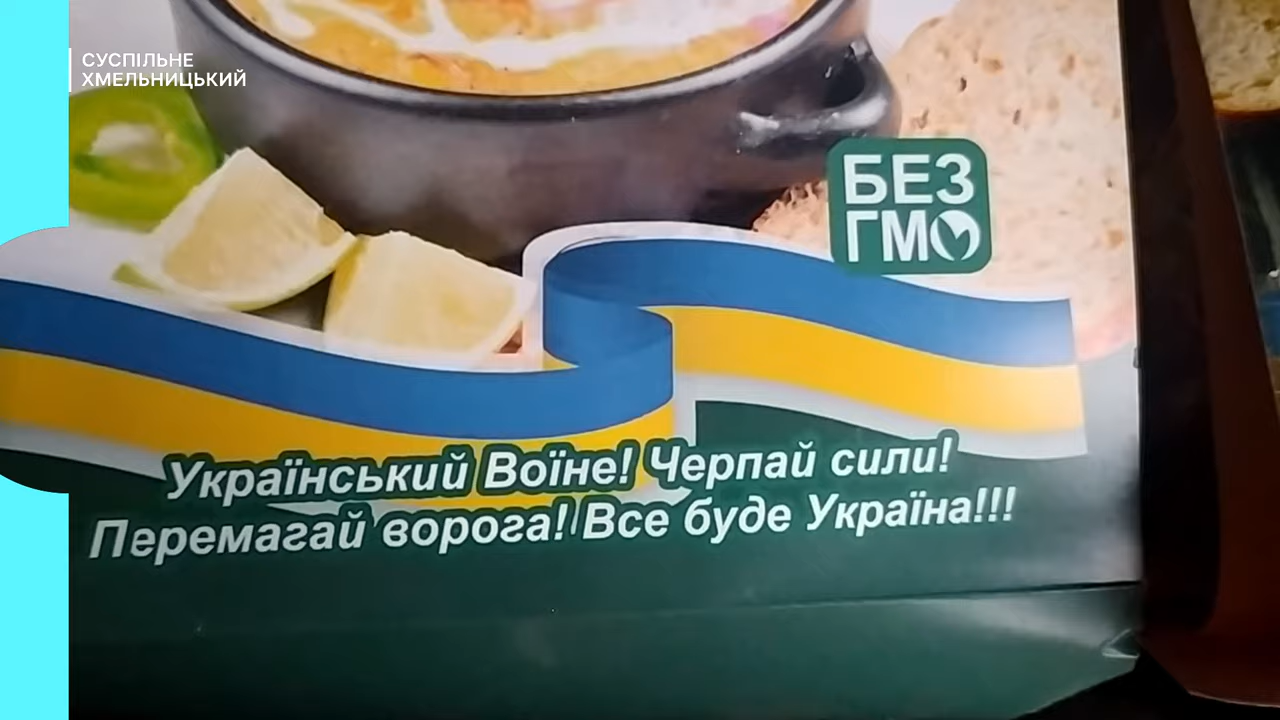 СУСПІЛЬНЕ
ХМЕЛЬНИЦЬКИЙ
БЕЗ
ГМО
Український Воїне! Черпай сили!
Перемагай ворога! Все буде Україна!!!